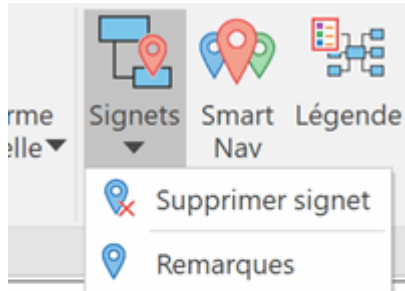 rme
elle
Signets
Smart
Nav
Légende
Supprimer signet
Remarques